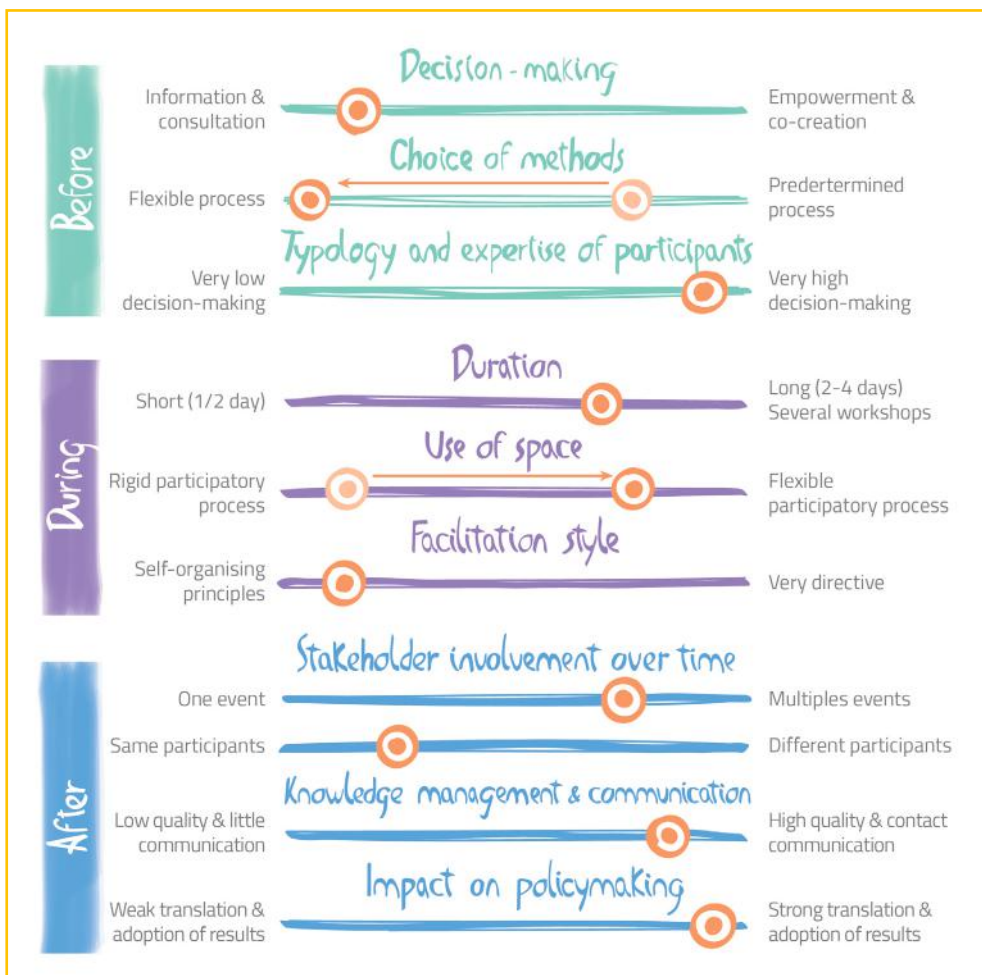 Before
Decision-making
Information &
consultation
Empowerment &
co-creation
Choice of methods
Flexible process
Predertermined
process
Typology and expertise of participants
Very low
decision-making
Very high
decision-making
During
Duration
Short (1/2 day)
Long (2-4 days)
Several workshops
Use of space
Rigid participatory
process
Flexible
participatory process
Facilitation style
Self-organising
principles
Very directive
After
Stakeholder involvement over time
One event
Multiples events
Same participants
Different participants
Knowledge management & communication
Low quality & little
communication
High quality & contact
communication
Impact on policymaking
Weak translation &
adoption of results
Strong translation &
adoption of results